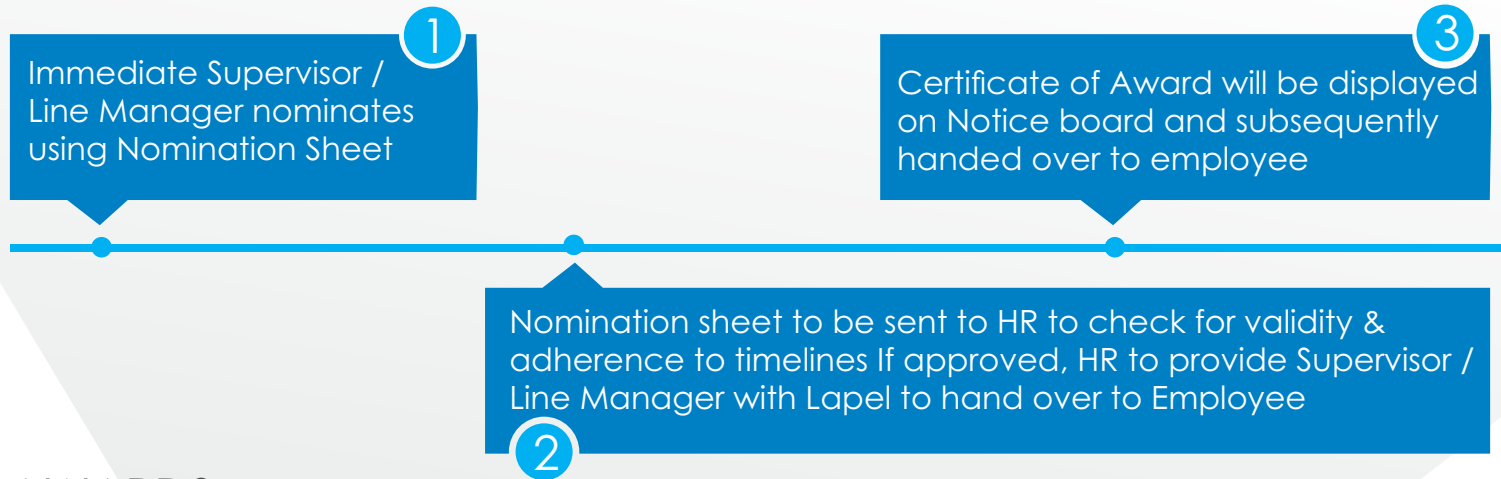 1
Immediate Supervisor /
Line Manager nominates
using Nomination Sheet
2
Nomination sheet to be sent to HR to check for validity &
adherence to timelines If approved, HR to provide Supervisor /
Line Manager with Lapel to hand over to Employee
3
Certificate of Award will be displayed
on Notice board and subsequently
handed over to employee